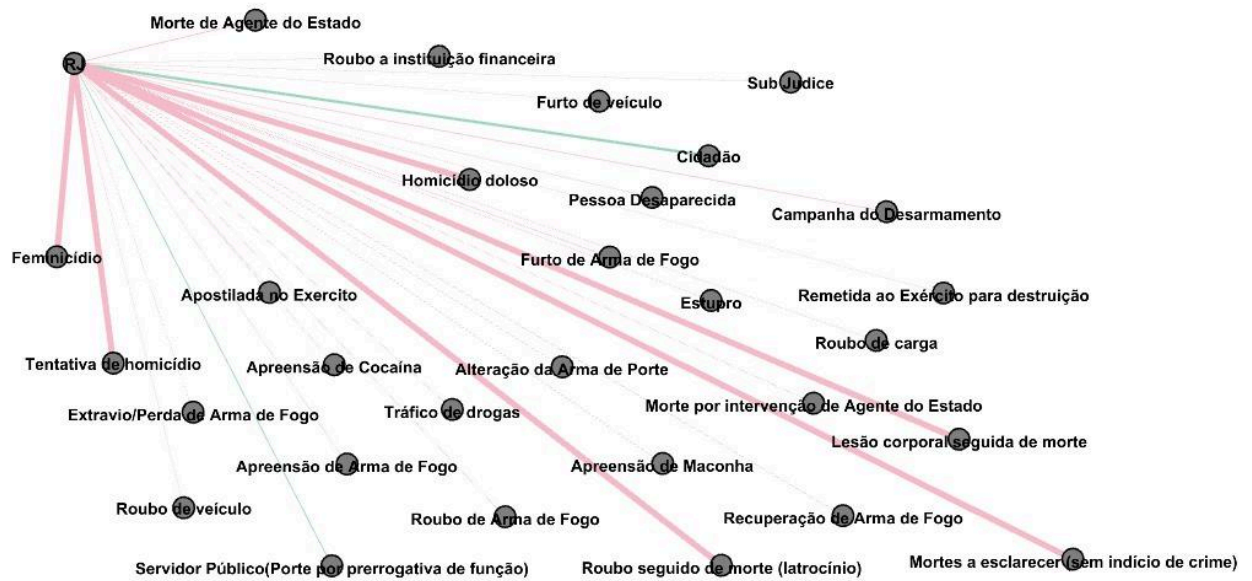 Morte de Agente do Estado
RJ
Roubo a instituição financeira
Sub Judice
Furto de veículo
Cidadão
Homicídio doloso
Pessoa Desaparecida
Campanha do Desarmamento
Feminicídio
Furto de Arma de Fogo
Apostilada no Exercito
Estupro
Remetida ao Exército para destruição
Roubo de carga
Tentativa de homicídio
Apreensão de Cocaína
Alteração da Arma de Porte
Extravio/Perda de Arma de Fogo
Tráfico de drogas
Morte por intervenção de Agente do Estado
Lesão corporal seguida de morte
Apreensão de Arma de Fogo
Apreensão de Maconha
Roubo de veículo
Roubo de Arma de Fogo
Recuperação de Arma de Fogo
Servidor Público(Porte por prerrogativa de função)
Roubo seguido de morte (latrocínio)
Mortes a esclarecer (sem indício de crime)